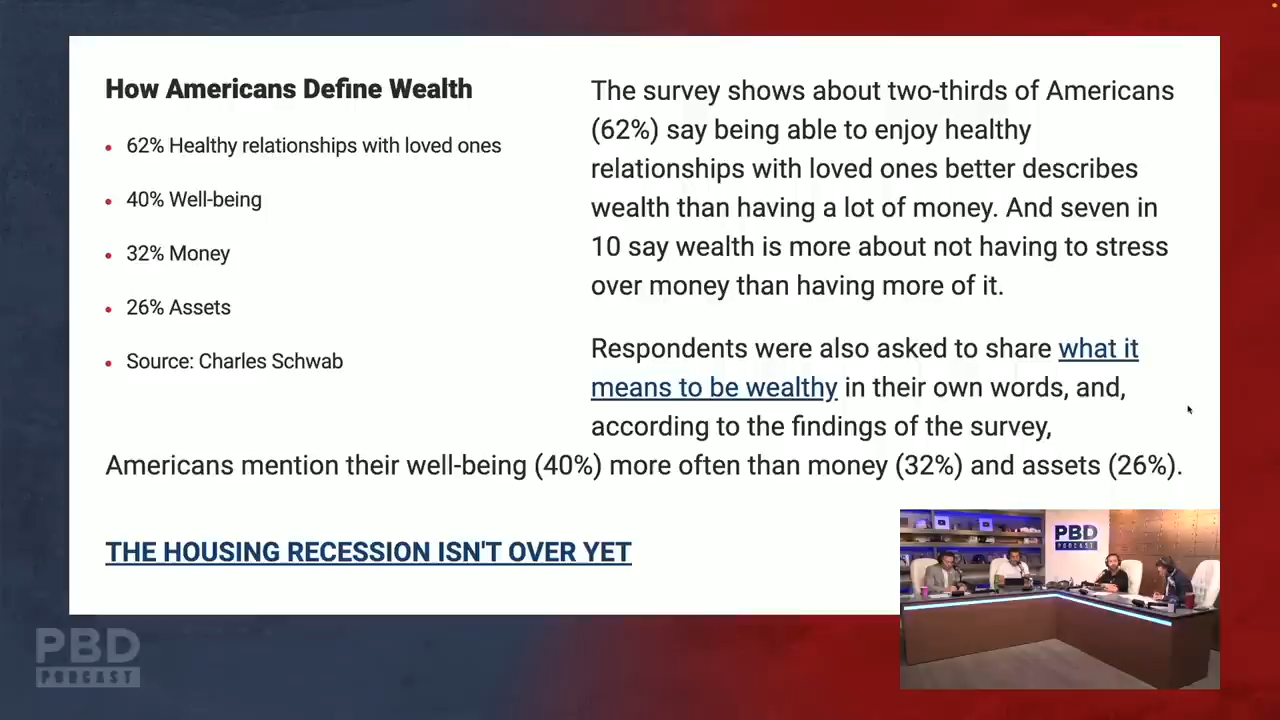 How Americans Define Wealth
62% Healthy relationships with loved ones
40% Well-being
32% Money
26% Assets
Source: Charles Schwab
The survey shows about two-thirds of Americans
(62%) say being able to enjoy healthy
relationships with loved ones better describes
wealth than having a lot of money. And seven in
10 say wealth is more about not having to stress
over money than having more of it.
Respondents were also asked to share what it
means to be wealthy in their own words, and,
according to the findings of the survey,
Americans mention their well-being (40%) more often than money (32%) and assets (26%).
THE HOUSING RECESSION ISN'T OVER YET
PBD
PODCAST
PBD
PODCAST